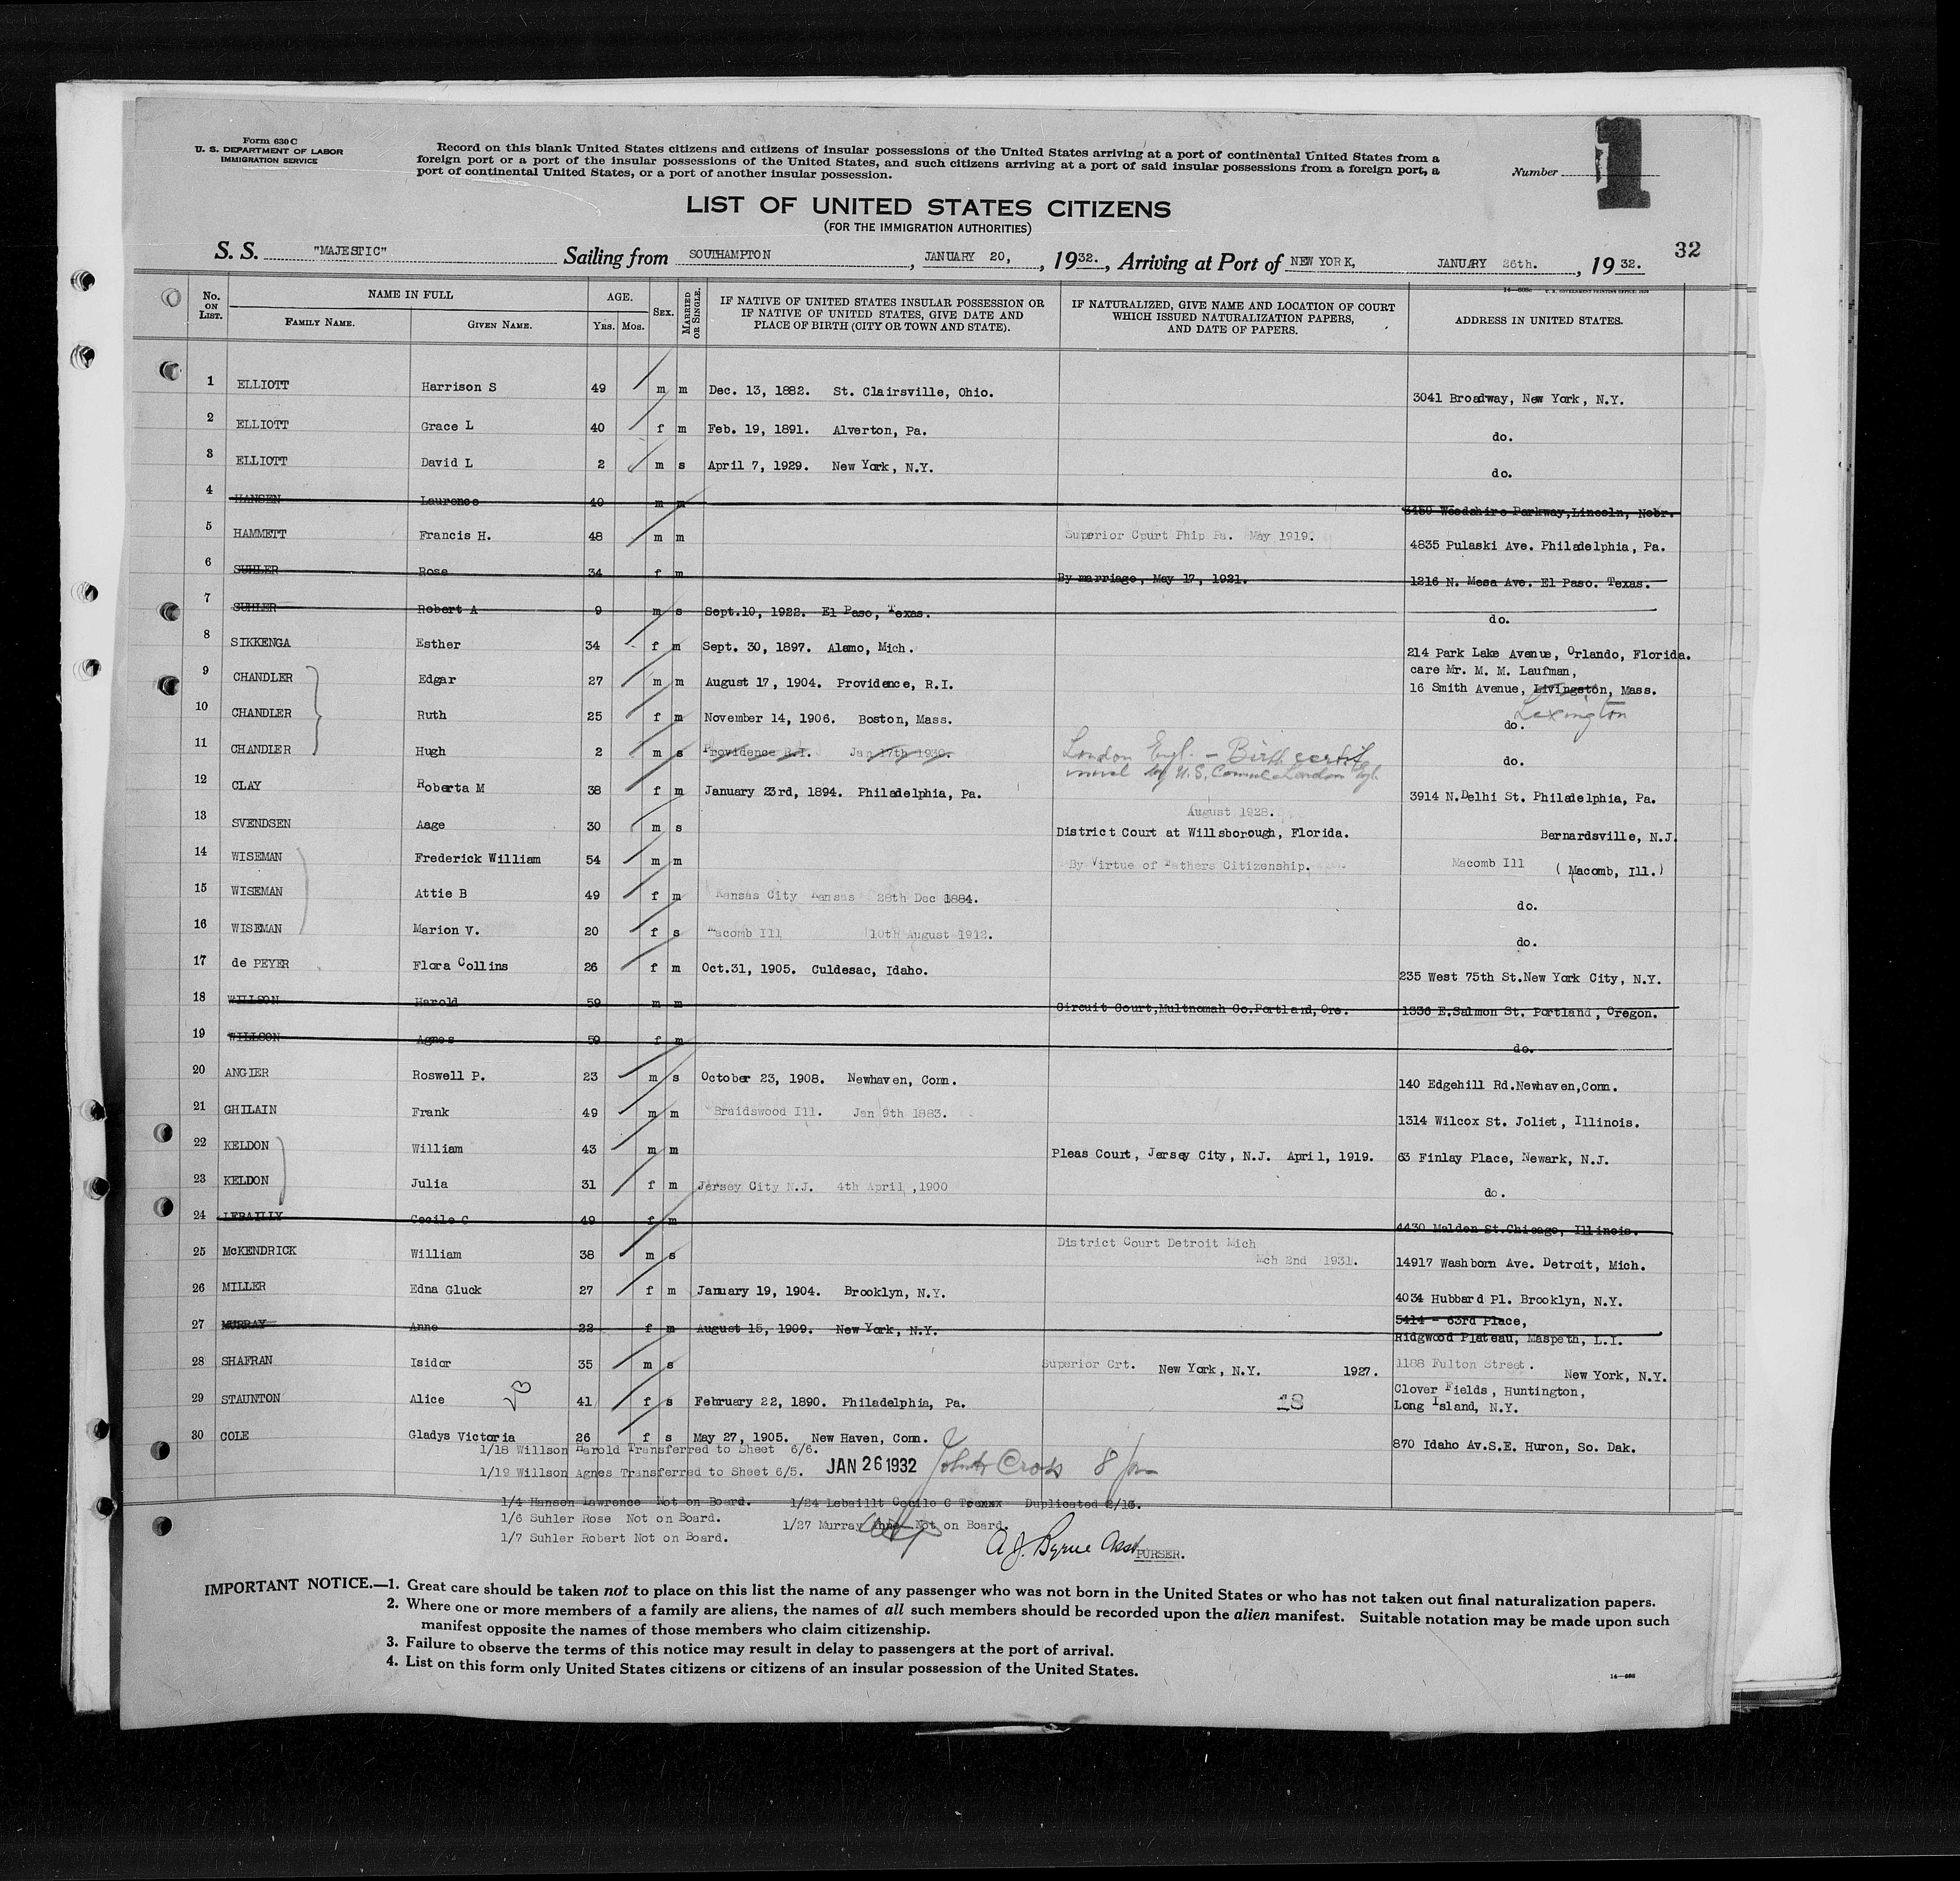 Form 630 C
U. S. DEPARTMENT OF LABOR
IMMIGRATION SERVICE
Record on this blank United States citizens and citizens of insular possessions of the United States arriving at a port of continental United States from a
foreign port or a port of the insular possessions of the United States, and such citizens arriving at a port of said insular possessions from a foreign port, a
port of continental United States, or a port of another insular possession.
Number
1
LIST OF UNITED STATES CITIZENS
(FOR THE IMMIGRATION AUTHORITIES)
32
S. S. "MAJESTIC" Sailing from SOUTHAMPTON, JANUARY 20, , 1932., Arriving at Port of NEW YORK, JANUARY 26th. , 1932.
No. ON LIST. NAME IN FULL FAMILY NAME. GIVEN NAME. AGE. YRS. MOS. SEX. MARRIED OR SINGLE. IF NATIVE OF UNITED STATES INSULAR POSSESSION OR IF NATIVE OF UNITED STATES, GIVE DATE AND PLACE OF BIRTH (CITY OR TOWN AND STATE). IF NATURALIZED, GIVE NAME AND LOCATION OF COURT WHICH ISSUED NATURALIZATION PAPERS, AND DATE OF PAPERS. ADDRESS IN UNITED STATES.
1 ELLIOTT Harrison S 49 m m Dec. 13, 1882. St. Clairsville, Ohio. 3041 Broadway, New York, N.Y.
2 ELLIOTT Grace L 40 f m Feb. 19, 1891. Alverton, Pa. do.
3 ELLIOTT David L 2 m s April 7, 1929. New York, N.Y. do.
4 HANSEN Laurence 40 m m 3450 Woodshire Parkway, Lincoln, Nebr.
5 HAMMETT Francis H. 48 m m Superior Cpurt Phip Pa. May 1919. 4835 Pulaski Ave. Philadelphia, Pa.
6 SUHLER Rose 34 f m By marriage, May 17, 1921. 1216 N. Mesa Ave. El Paso. Texas.
7 SUHLER Robert A 9 m s Sept.10, 1922. El Paso, Texas. do.
8 SIKKENGA Esther 34 f m Sept. 30, 1897. Alamo, Mich. 214 Park Lake Avenue, Orlando, Florida.
9 CHANDLER Edgar 27 m m August 17, 1904. Providence, R.I. care Mr. M. M. Laufman,
16 Smith Avenue, Livingston, Mass.
Lexington
10 CHANDLER Ruth 25 f m November 14, 1906. Boston, Mass. do.
11 CHANDLER Hugh 2 m s Providence R.I. Jan 17th 1930. London Engl. - Birth certif do.
by U.S. Consul London Engl
12 CLAY Roberta M 38 f m January 23rd, 1894. Philadelphia, Pa. 3914 N.Delhi St. Philadelphia, Pa.
August 1928.
13 SVENDSEN Aage 30 m s District Court at Willsborough, Florida. Bernardsville, N.J.
14 WISEMAN Frederick William 54 m m By Virtue of Fathers Citizenship. Macomb Ill (Macomb, Ill.)
15 WISEMAN Attie B 49 f m Kansas City Kansas 28th Dec 1884. do.
16 WISEMAN Marion V. 20 f s Macomb Ill 10th August 1912. do.
17 de PEYER Flora Collins 26 f m Oct.31, 1905. Culdesac, Idaho. 235 West 75th St.New York City, N.Y.
18 WILLSON Harold 59 m m Circuit Court,Multnomah Co.Portland,Ore. 1336 E.Salmon St. Portland, Oregon.
19 WILLSON Agnes 59 f m do.
20 ANGIER Roswell P. 23 m s October 23, 1908. Newhaven, Conn. 140 Edgehill Rd.Newhaven,Conn.
21 GHILAIN Frank 49 m m Braidswood Ill. Jan 9th 1883. 1314 Wilcox St. Joliet, Illinois.
22 KELDON William 43 m m Pleas Court, Jersey City, N.J. April, 1919. 63 Finlay Place, Newark, N.J.
23 KELDON Julia 31 f m Jersey City N.J. 4th April ,1900 do.
24 LEBAILLY Cecile C 49 f m 4430 Malden St.Chicago, Illinois.
25 McKENDRICK William 38 m s District Court Detroit Mich
Mch 2nd 1931. 14917 Washborn Ave. Detroit, Mich.
26 MILLER Edna Gluck 27 f m January 19, 1904. Brooklyn, N.Y. 4034 Hubbard Pl. Brooklyn, N.Y.
27 MURRAY Anne 22 f m August 15, 1909. New York, N.Y. 5414 - 63rd Place,
Ridgwood Plateau, Maspeth, L.I.
28 SHAFRAN Isidor 35 m s Superior Crt. New York, N.Y. 1927. 1188 Fulton Street. New York, N.Y.
29 STAUNTON Alice 41 f s February 22, 1890. Philadelphia, Pa. 18 Clover Fields, Huntington,
Long Island, N.Y.
30 COLE Gladys Victoria 26 f s May 27, 1905. New Haven, Conn. 870 Idaho Av.S.E. Huron, So. Dak.
1/18 Willson Harold Transferred to Sheet 6/6.
1/19 Willson Agnes Transferred to Sheet 6/5. JAN 26 1932
1/4 Hanson Lawrence Not on Board. 1/24 Lebaillt Cecile C Duplicated 2/15.
1/6 Suhler Rose Not on Board. 1/27 Murray Anne Not on Board.
1/7 Suhler Robert Not on Board.
A J. Byrne Asst PURSER.
IMPORTANT NOTICE.—1. Great care should be taken not to place on this list the name of any passenger who was not born in the United States or who has not taken out final naturalization papers.
2. Where one or more members of a family are aliens, the names of all such members should be recorded upon the alien manifest. Suitable notation may be made upon such
manifest opposite the names of those members who claim citizenship.
3. Failure to observe the terms of this notice may result in delay to passengers at the port of arrival.
4. List on this form only United States citizens or citizens of an insular possession of the United States.